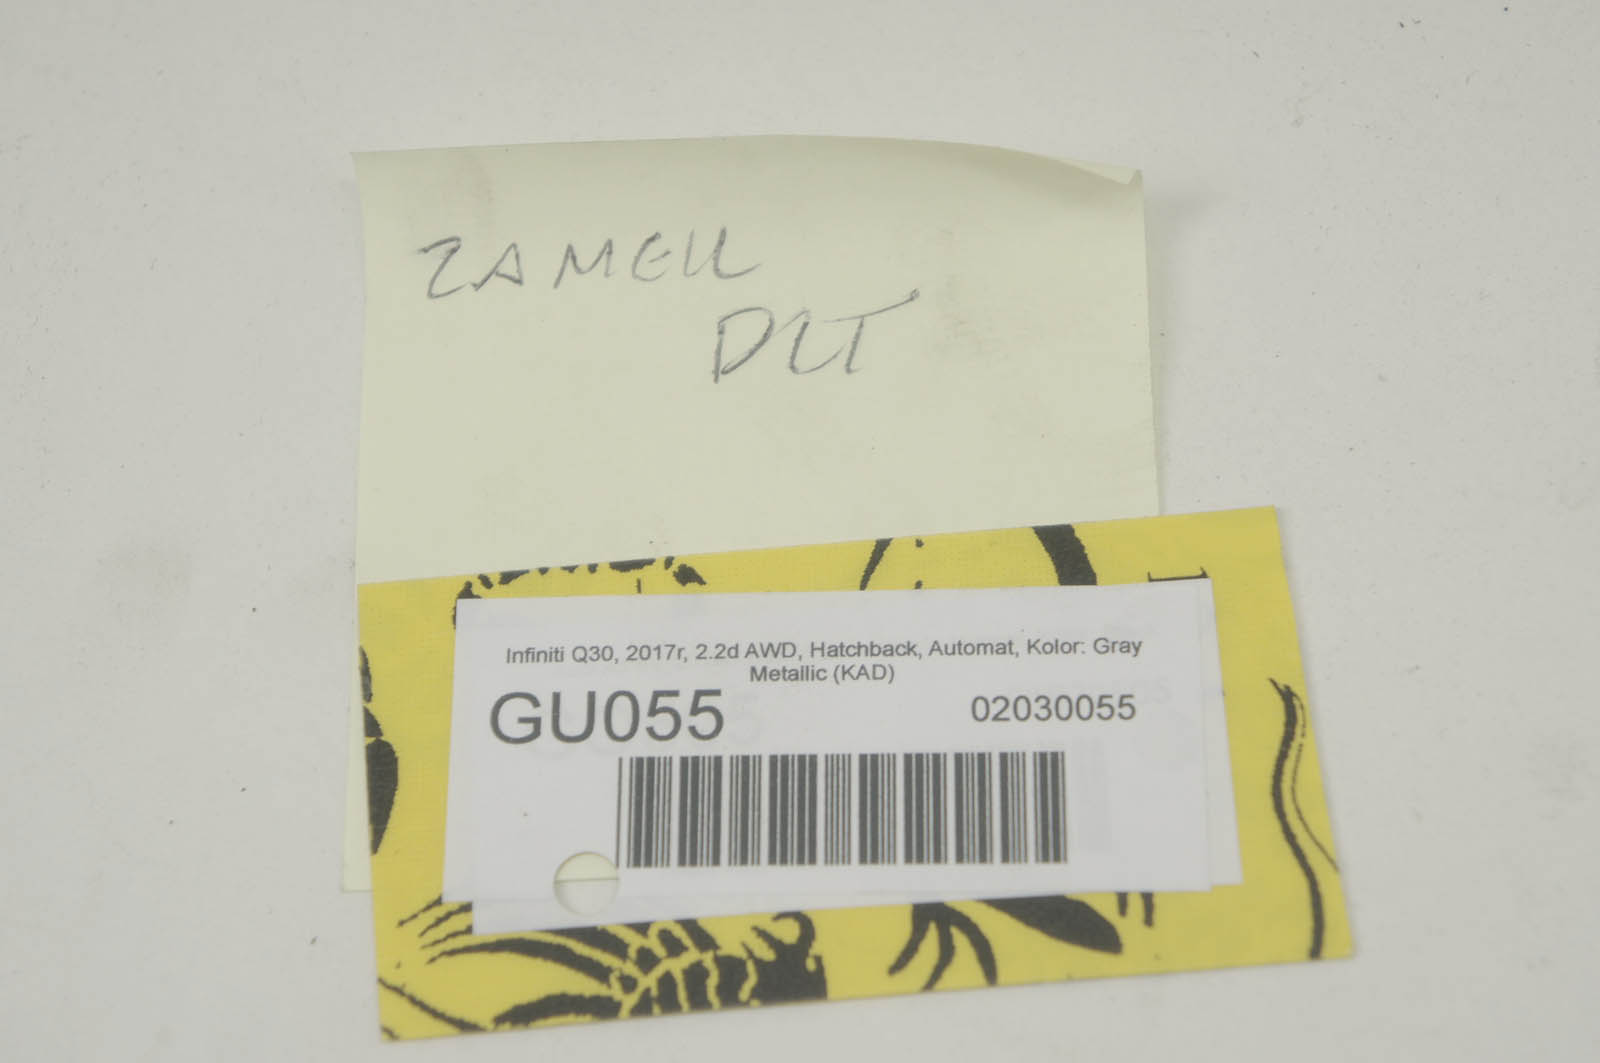 ZAMEK
DLT
Infiniti Q30, 2017r, 2.2d AWD, Hatchback, Automat, Kolor: Gray
Metallic (KAD)
GU055
02030055